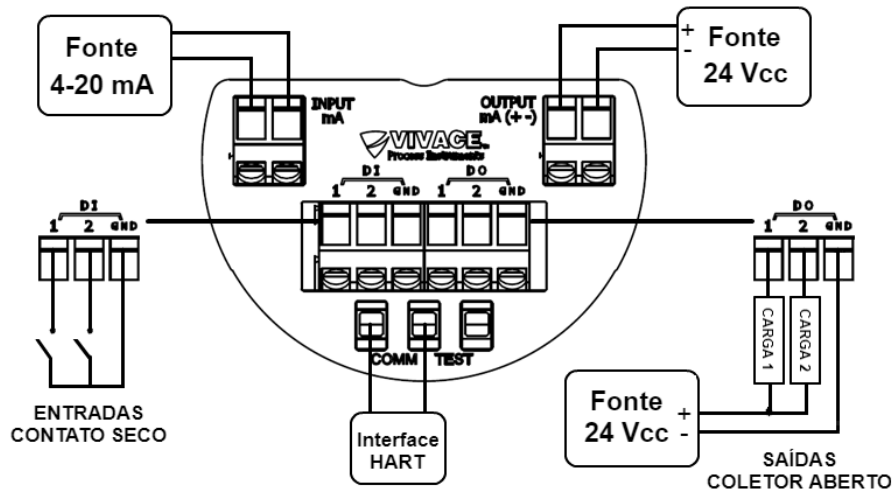 Fonte
4-20 mA
INPUT
mA
OUTPUT
mA (+ -)
+
-
Fonte
24 Vcc
VIVACE
Process Instruments
DI
DO
1 2 GND 1 2 GND
DI
1 2 GND
DO
1 2 GND
COMM TEST
CARGA 1
CARGA 2
ENTRADAS
CONTATO SECO
Interface
HART
Fonte
24 Vcc
+
-
SAÍDAS
COLETOR ABERTO